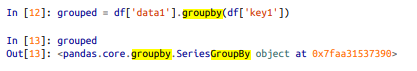 In [12]: grouped = df['data1'].groupby(df['key1'])
In [13]: grouped
Out[13]: <pandas.core.groupby.SeriesGroupBy object at 0x7faa31537390>